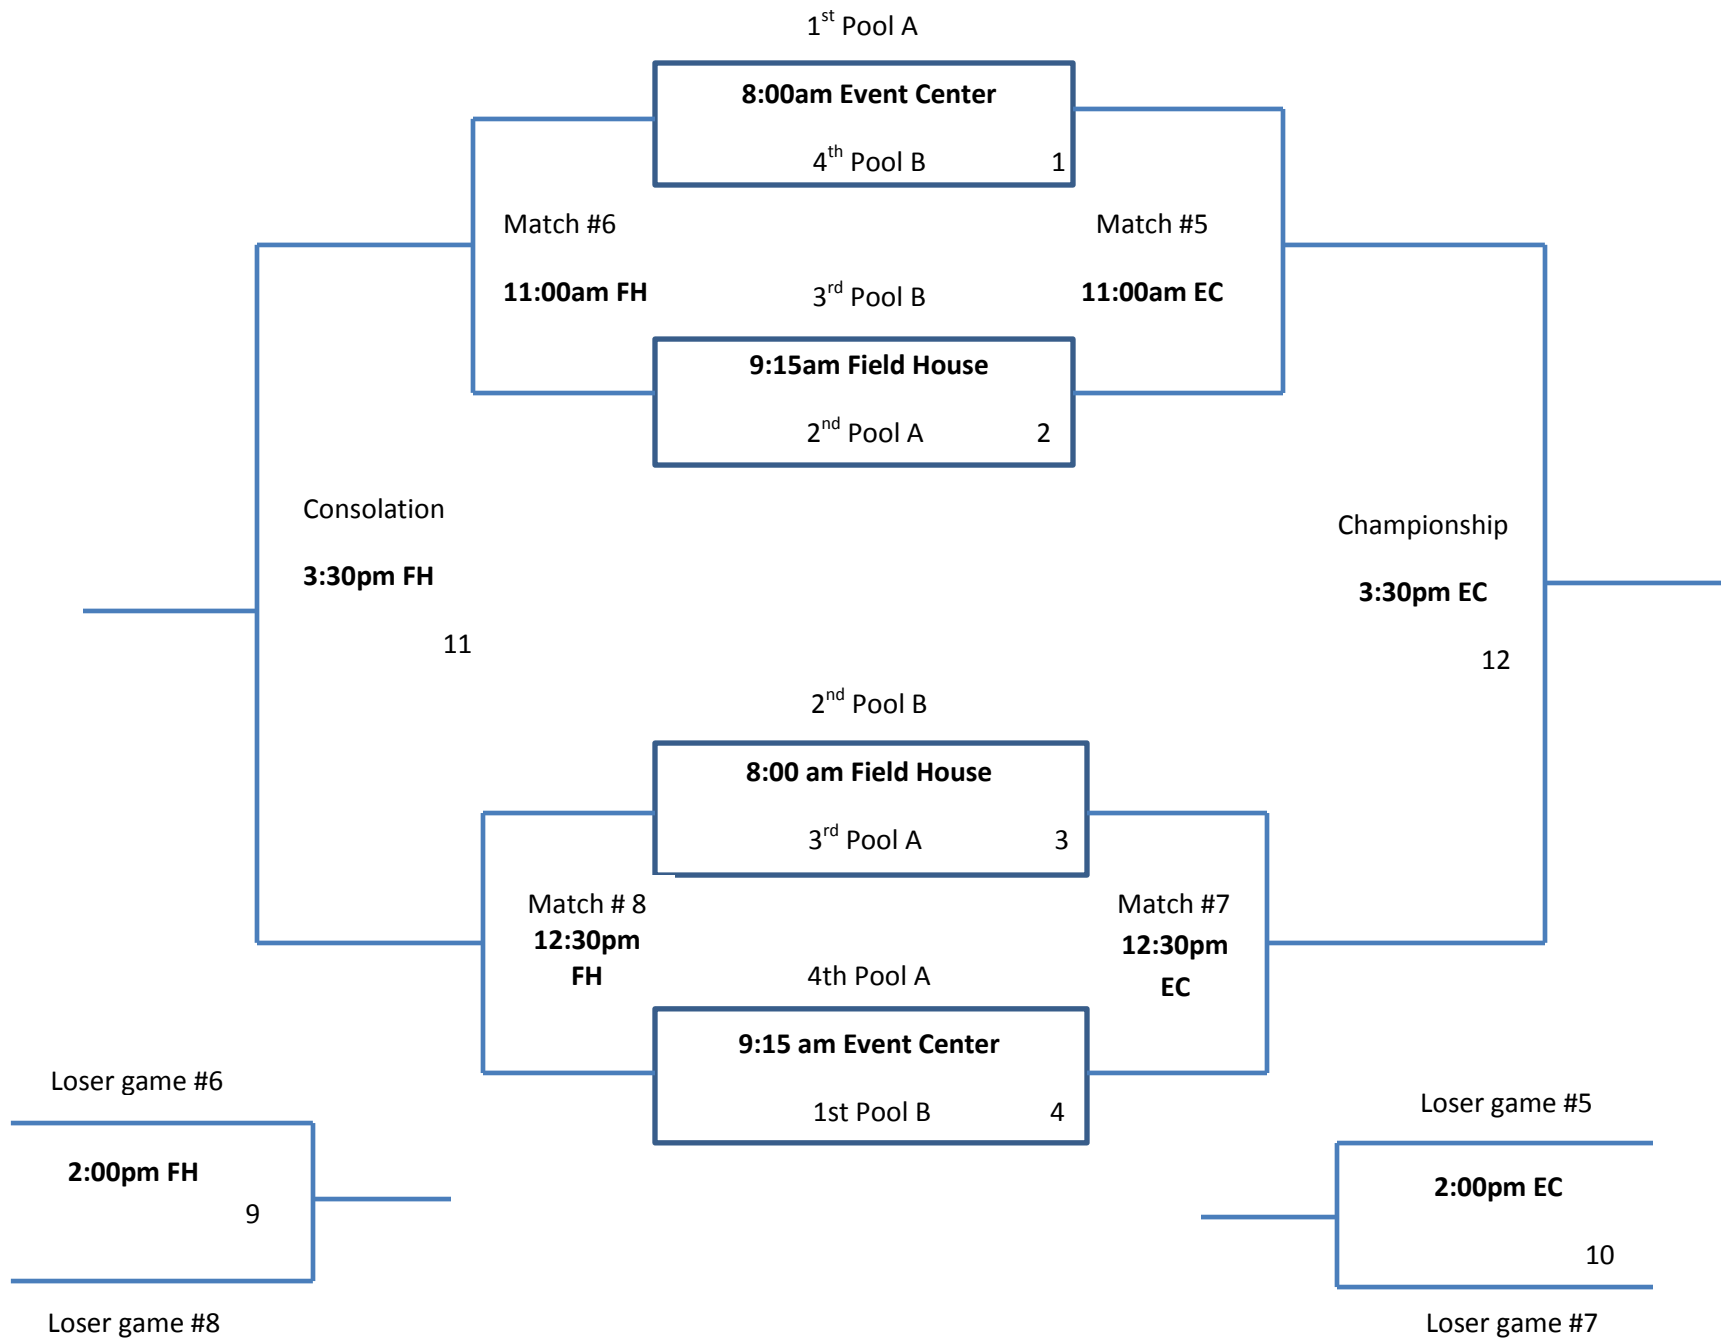 1st Pool A
8:00am Event Center
4th Pool B 1
Match #6
Match #5
11:00am FH
3rd Pool B
11:00am EC
9:15am Field House
2nd Pool A 2
Consolation
3:30pm FH
11
Championship
3:30pm EC
12
2nd Pool B
8:00 am Field House
3rd Pool A 3
Match # 8
12:30pm
FH
Match #7
12:30pm
EC
4th Pool A
9:15 am Event Center
1st Pool B 4
Loser game #6
2:00pm FH
9
Loser game #8
Loser game #5
2:00pm EC
10
Loser game #7